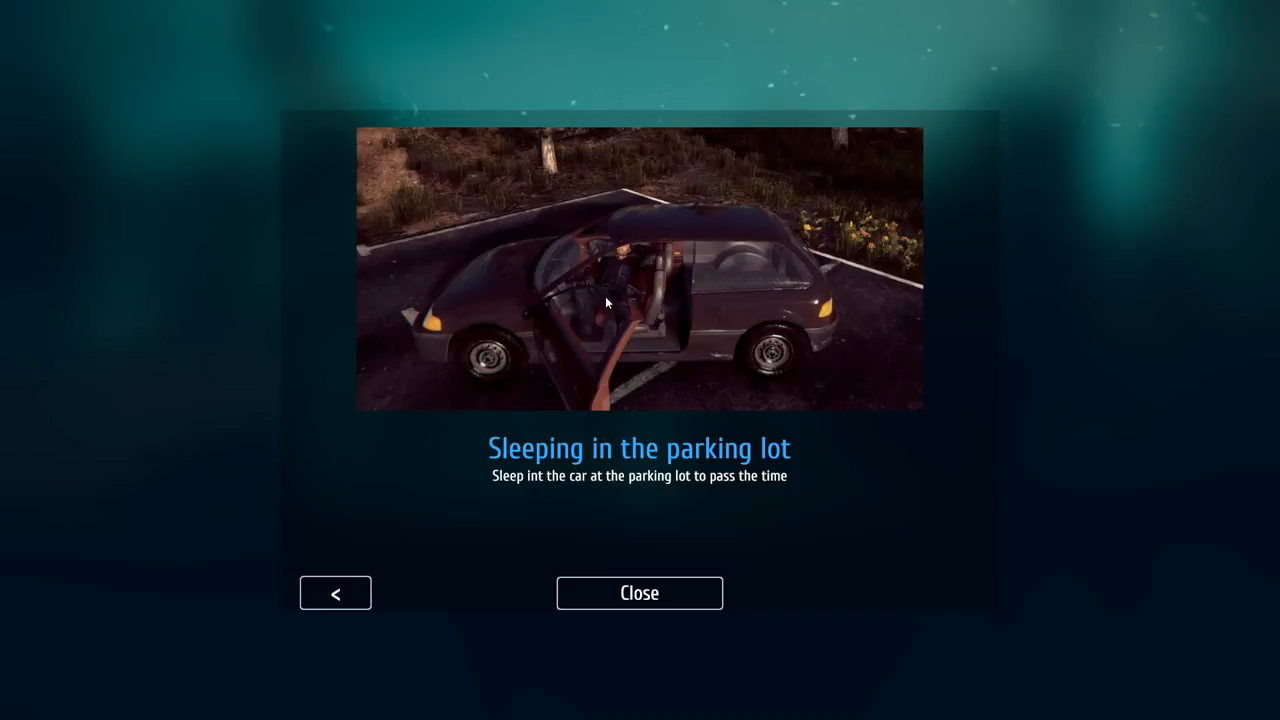 Sleeping in the parking lot
Sleep int the car at the parking lot to pass the time
<
Close